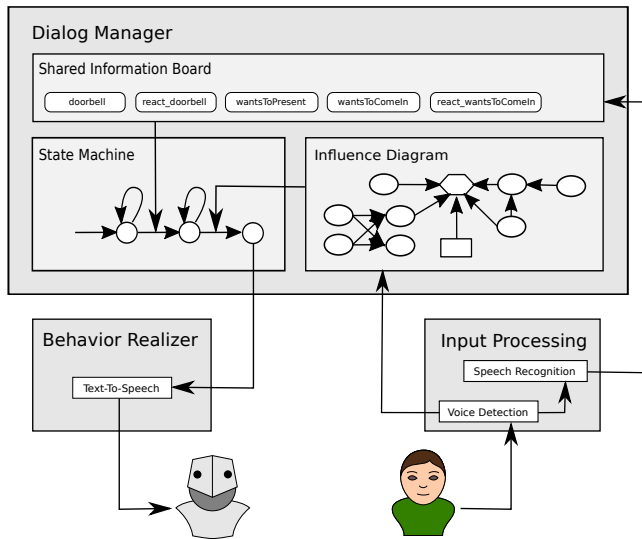 Dialog Manager
Shared Information Board
doorbell
react_doorbell
wantsToPresent
wantsToComeIn
react_wantsToComeIn
State Machine
Influence Diagram
Behavior Realizer
Text-To-Speech
Input Processing
Speech Recognition
Voice Detection